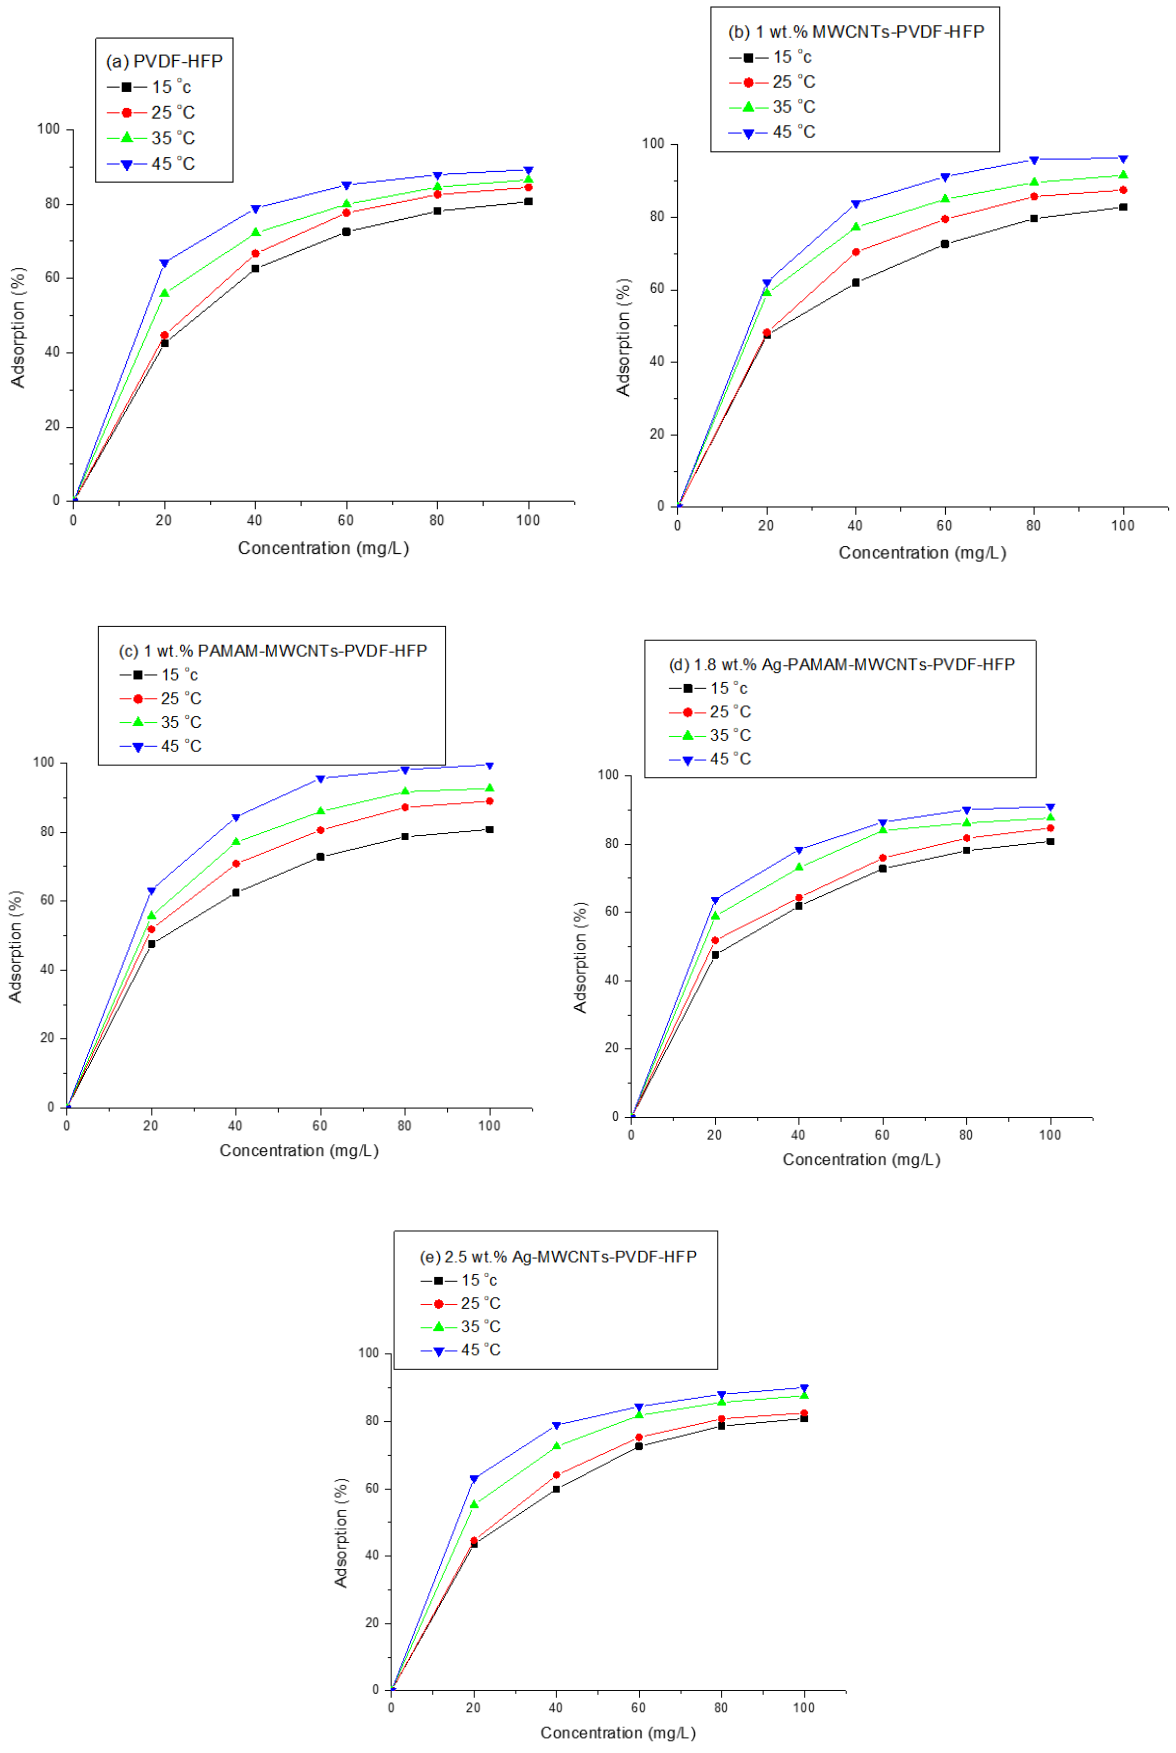 (a) PVDF-HFP
15 °c
25 °C
35 °C
45 °C
100
80
60
40
20
0
Adsorption (%)
0 20 40 60 80 100
Concentration (mg/L)
(b) 1 wt.% MWCNTs-PVDF-HFP
15 °c
25 °C
35 °C
45 °C
100
80
60
40
20
0
Adsorption (%)
0 20 40 60 80 100
Concentration (mg/L)
(c) 1 wt.% PAMAM-MWCNTs-PVDF-HFP
15 °c
25 °C
35 °C
45 °C
100
80
60
40
20
0
Adsorption (%)
0 20 40 60 80 100
Concentration (mg/L)
(d) 1.8 wt.% Ag-PAMAM-MWCNTs-PVDF-HFP
15 °c
25 °C
35 °C
45 °C
100
80
60
40
20
0
Adsorption (%)
0 20 40 60 80 100
Concentration (mg/L)
(e) 2.5 wt.% Ag-MWCNTs-PVDF-HFP
15 °c
25 °C
35 °C
45 °C
100
80
60
40
20
0
Adsorption (%)
0 20 40 60 80 100
Concentration (mg/L)